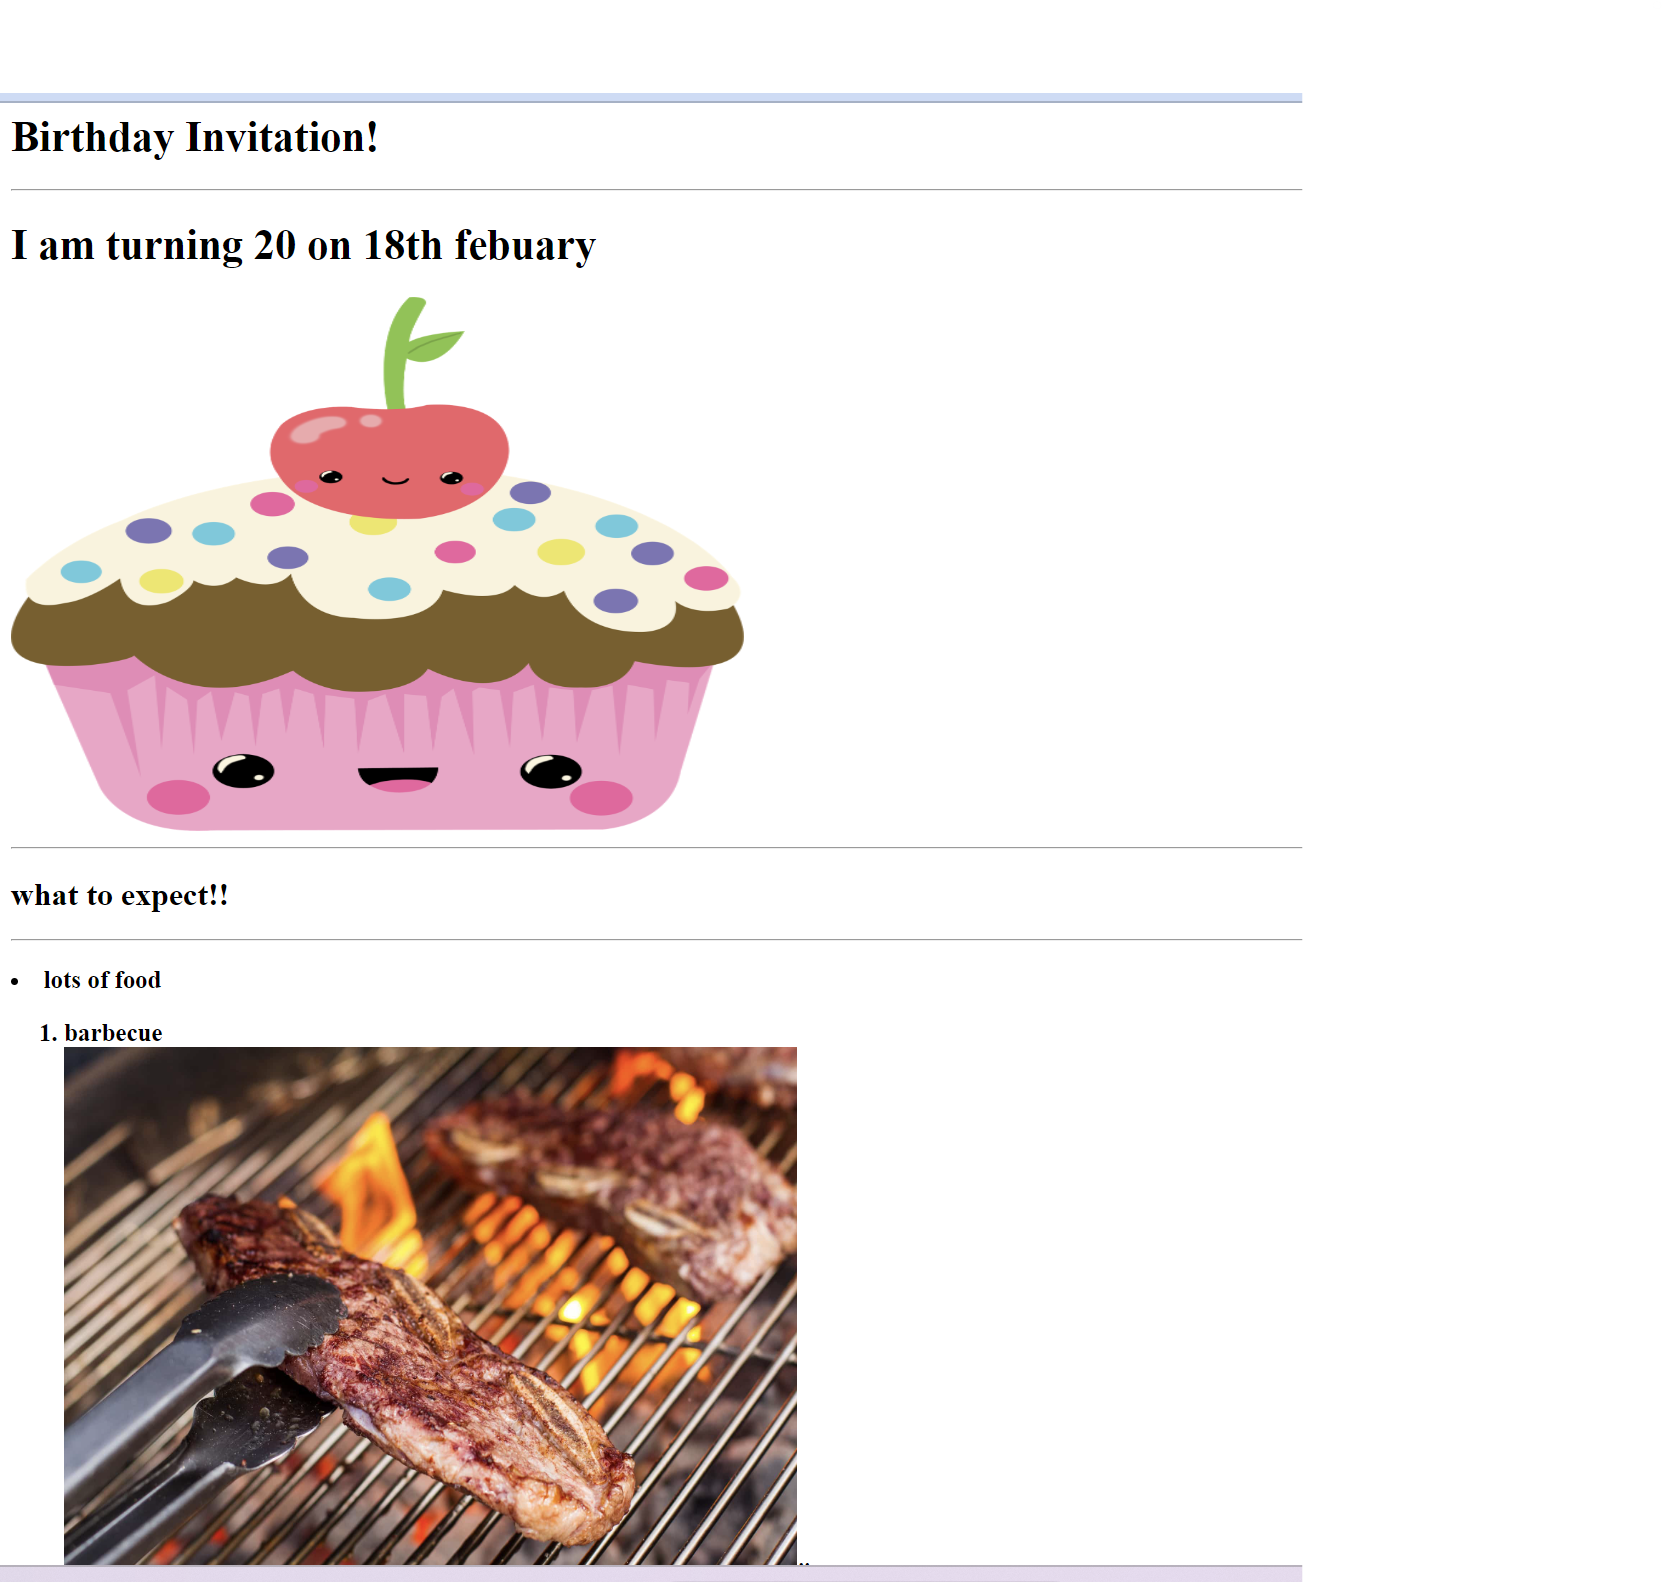 Birthday Invitation!
I am turning 20 on 18th febuary
what to expect!!
• lots of food
1. barbecue